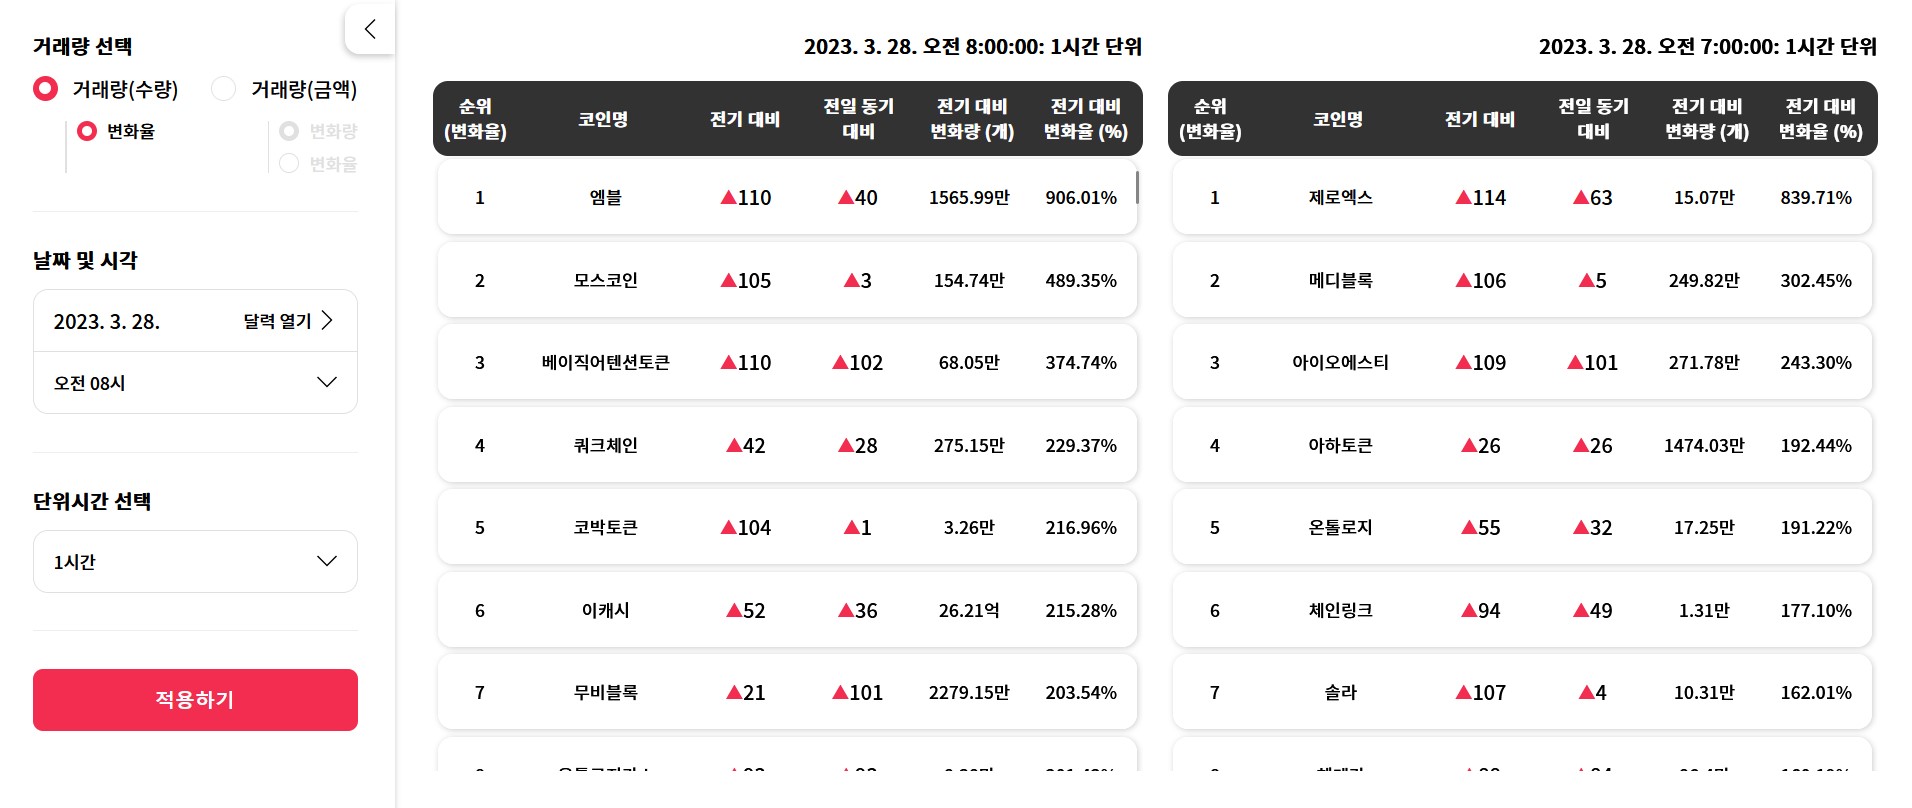 거래량 선택
거래량(수량) 거래량(금액)
변화율 변화량
변화율
날짜 및 시각
2023. 3. 28. 달력 열기
오전 08시
단위시간 선택
1시간
적용하기
2023. 3. 28. 오전 8:00:00: 1시간 단위
순위 전일 동기 전기 대비 전기 대비
코인명 전기 대비
(변화율) 대비 변화량 (개) 변화율 (%)
1 엠블 ▲110 ▲40 1565.99만 906.01%
2 모스코인 ▲105 ▲3 154.74만 489.35%
3 베이직어텐션토큰 ▲110 ▲102 68.05만 374.74%
4 쿼크체인 ▲42 ▲28 275.15만 229.37%
5 코박토큰 ▲104 ▲1 3.26만 216.96%
6 이캐시 ▲52 ▲36 26.21억 215.28%
7 무비블록 ▲21 ▲101 2279.15만 203.54%
2023. 3. 28. 오전 7:00:00: 1시간 단위
순위 전일 동기 전기 대비 전기 대비
코인명 전기 대비
(변화율) 대비 변화량 (개) 변화율 (%)
1 제로엑스 ▲114 ▲63 15.07만 839.71%
2 메디블록 ▲106 ▲5 249.82만 302.45%
3 아이오에스티 ▲109 ▲101 271.78만 243.30%
4 아하토큰 ▲26 ▲26 1474.03만 192.44%
5 온톨로지 ▲55 ▲32 17.25만 191.22%
6 체인링크 ▲94 ▲49 1.31만 177.10%
7 솔라 ▲107 ▲4 10.31만 162.01%